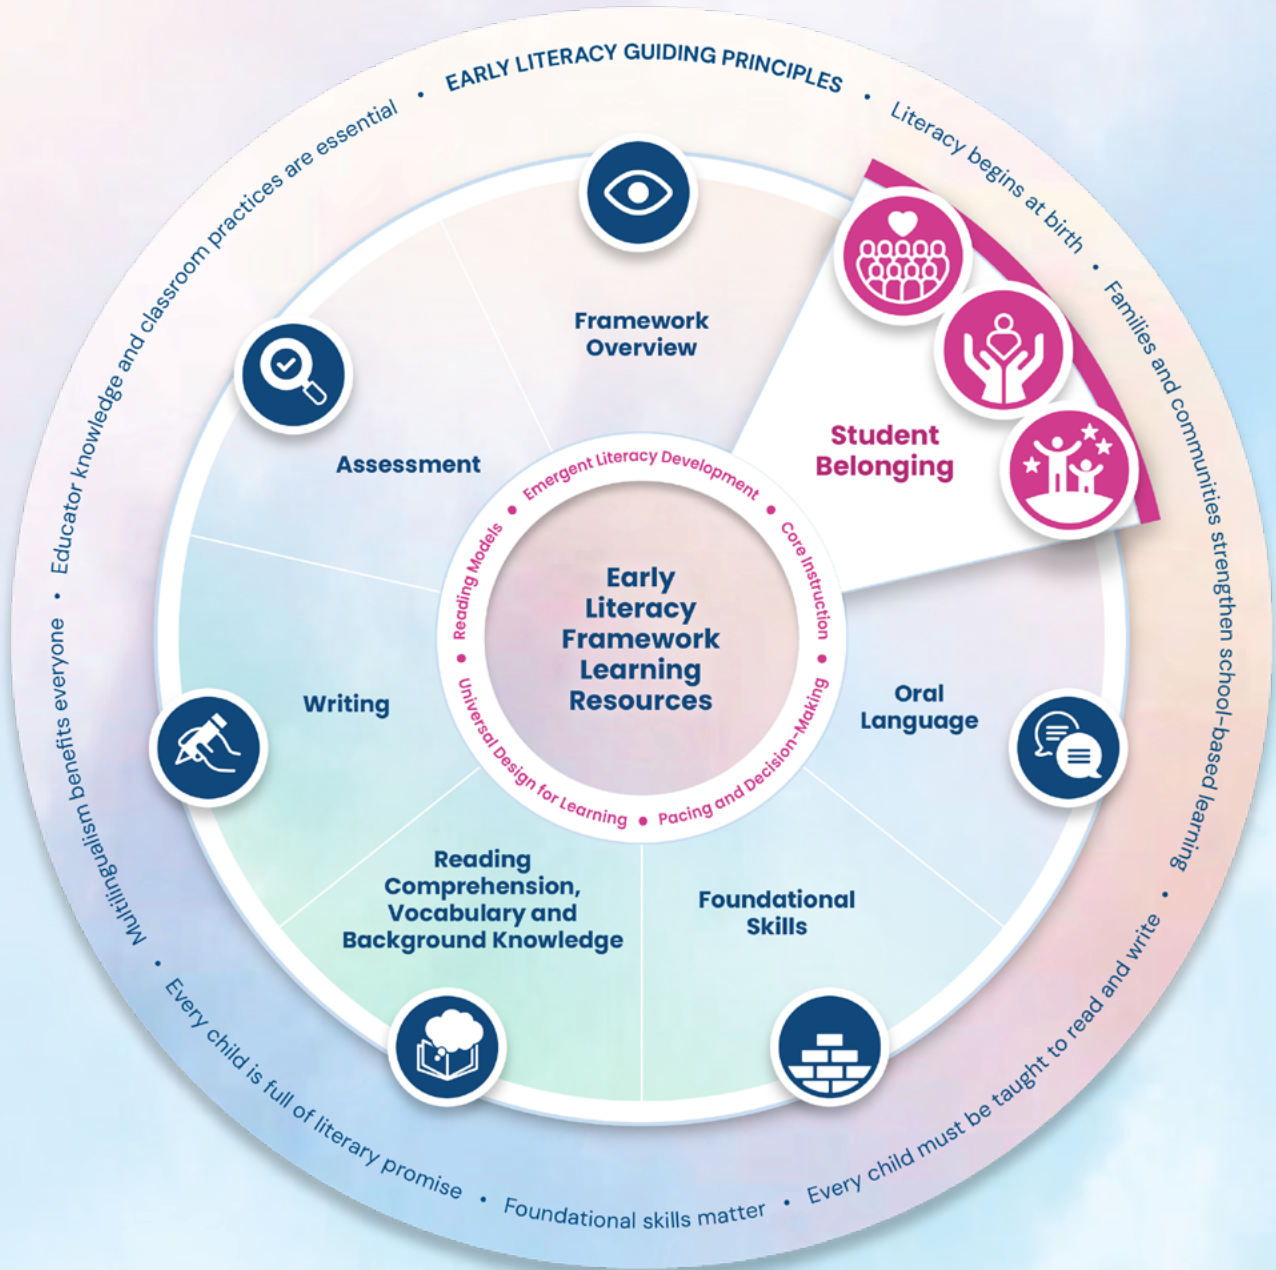 EARLY LITERACY GUIDING PRINCIPLES
Literacy begins at birth
Families and communities strengthen school-based learning
Every child must be taught to read and write
Foundational skills matter
Every child is full of literary promise
Multilingualism benefits everyone
Educator knowledge and classroom practices are essential
Framework
Overview
Student
Belonging
Oral
Language
Foundational
Skills
Reading
Comprehension,
Vocabulary and
Background Knowledge
Writing
Assessment
Emergent Literacy Development
Core Instruction
Pacing and Decision-Making
Universal Design for Learning
Reading Models
Early
Literacy
Framework
Learning
Resources